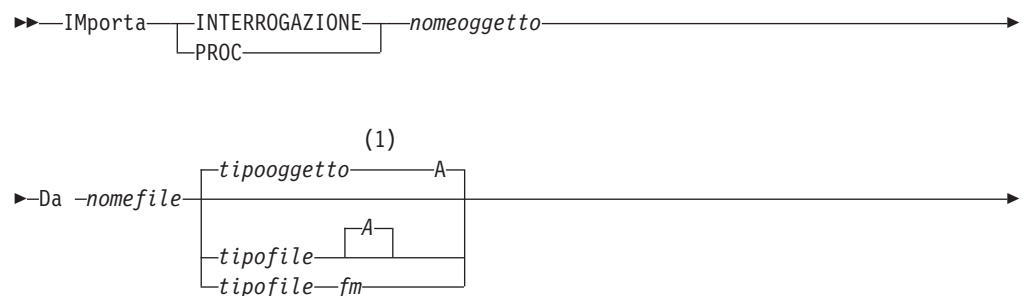 IMporta INTERROGAZIONE nomeoggetto
PROC
(1)
tipooggetto A
Da nomefile
A
tipofile
tipofile fm